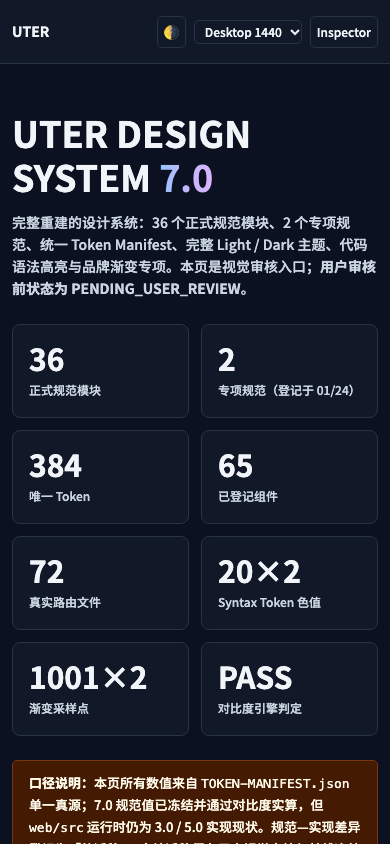 UTER
Desktop 1440
Inspector
UTER DESIGN
SYSTEM 7.0
完整重建的设计系统：36 个正式规范模块、2 个专项规
范、统一 Token Manifest、完整 Light / Dark 主题、代码
语法高亮与品牌渐变专项。本页是视觉审核入口；用户审核
前状态为 PENDING_USER_REVIEW。
36
正式规范模块
2
专项规范（登记于 01/24）
384
唯一 Token
65
已登记组件
72
真实路由文件
20×2
Syntax Token 色值
1001×2
渐变采样点
PASS
对比度引擎判定
口径说明：本页所有数值来自 TOKEN-MANIFEST.json
单一真源；7.0 规范值已冻结并通过对比度实算，但
web/src 运行时仍为 3.0 / 5.0 实现现状。规范—实现差异